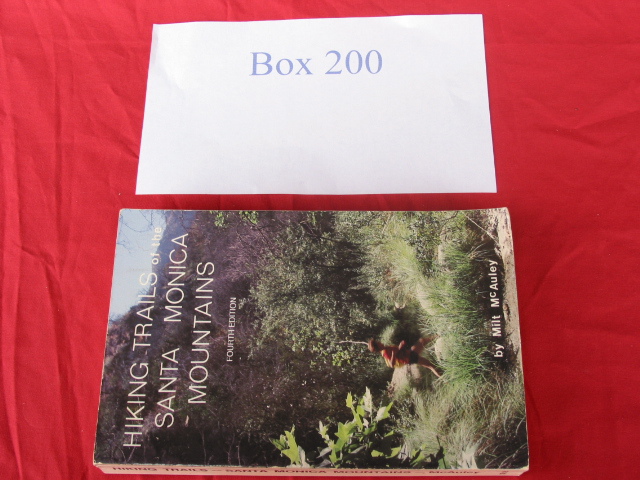 Box 200
HIKING TRAILS of the
SANTA MONICA
MOUNTAINS
FOURTH EDITION
by Milt McAuley
HIKING TRAILS — SANTA MONICA MOUNTAINS — McAuley